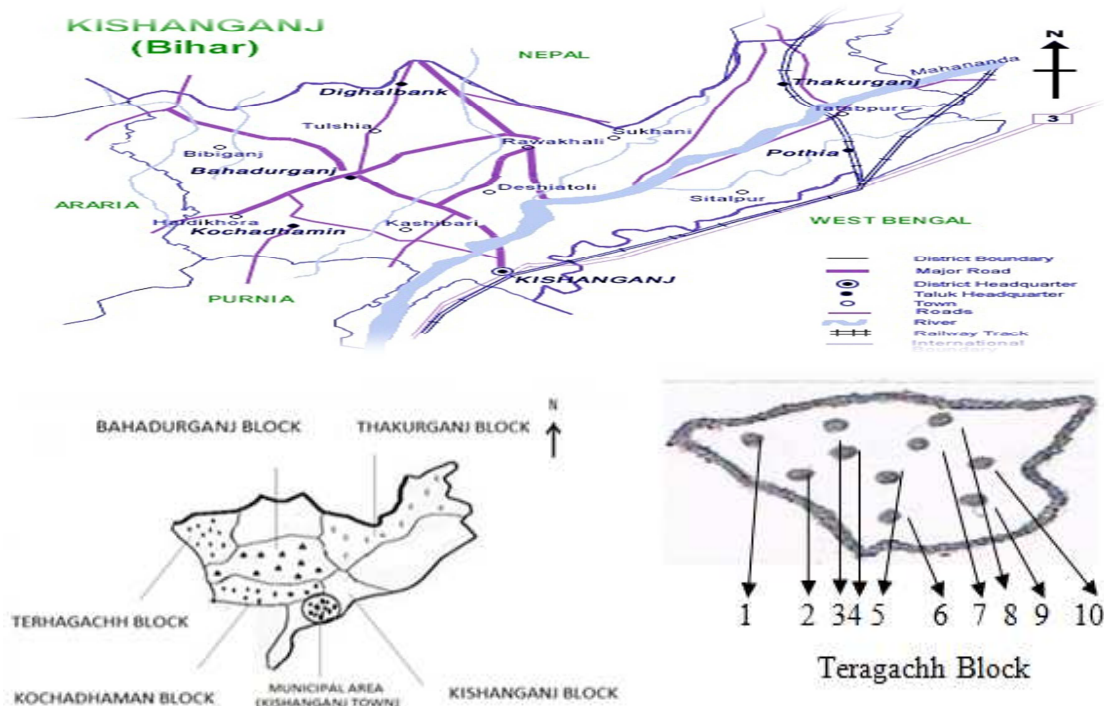 KISHANGANJ
(Bihar)
NEPAL
N
Mahananda
Thakurganj
Dighalbank
Tulshia
Sukhani
3
Bibiganj
Rawakhali
Pothia
Bahadurganj
Deshiatoli
Sitalpur
ARARIA
WEST BENGAL
Haldikhora
Kochadhamin
Kashibari
KISHANGANJ
PURNIA
District Boundary
Major Road
District Headquarter
Taluk Headquarter
Town
Roads
River
Railway Track
International
Boundary
BAHADURGANJ BLOCK
THAKURGANJ BLOCK
N
TERHAGACHH BLOCK
KOCHADHAMAN BLOCK
MUNICIPAL AREA
(KISHANGANJ TOWN)
KISHANGANJ BLOCK
1 2 3 4 5 6 7 8 9 10
Teragachh Block